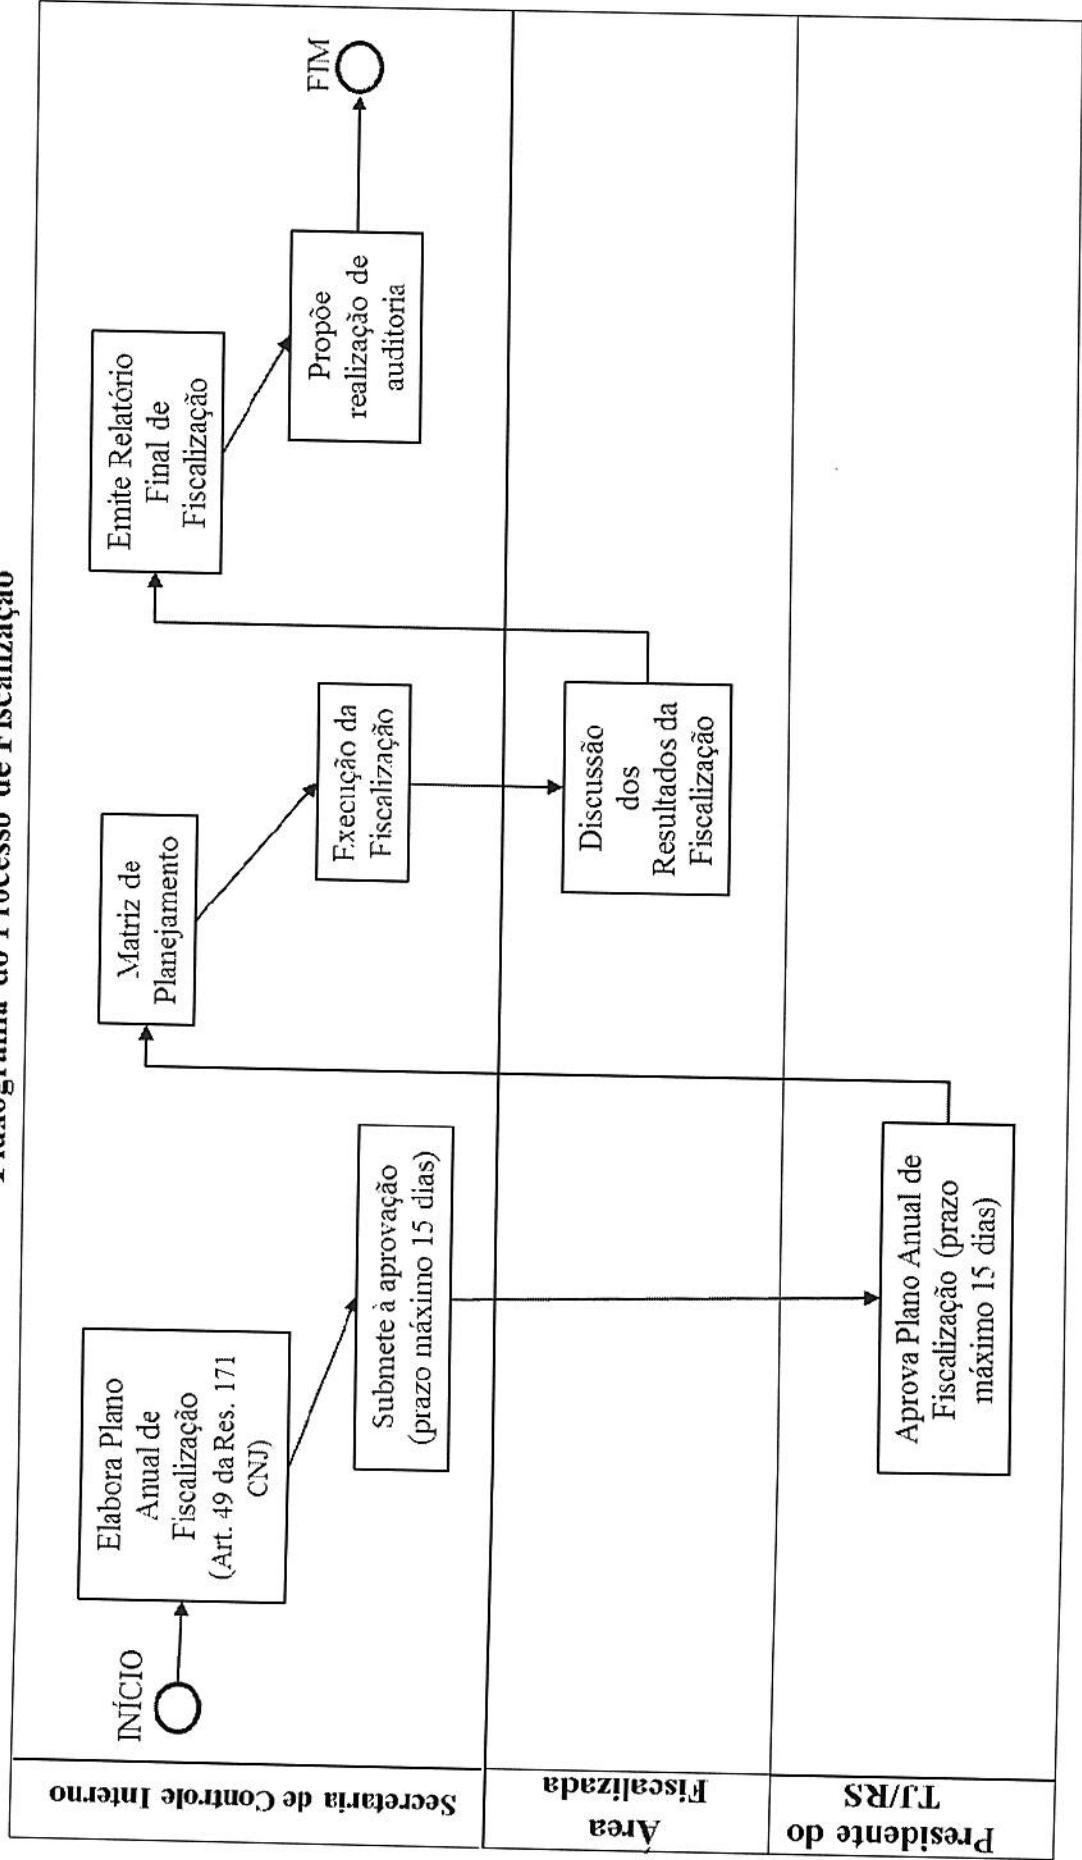 Fluxograma do Processo de Fiscalização
Secretaria de Controle Interno
INÍCIO
Elabora Plano
Anual de
Fiscalização
(Art. 49 da Res. 171
CNJ)
Submete à aprovação
(prazo máximo 15 dias)
Matriz de
Planejamento
Execução da
Fiscalização
Emite Relatório
Final de
Fiscalização
Propõe
realização de
auditoria
FIM
Área
Fiscalizada
Discussão
dos
Resultados da
Fiscalização
Presidente do
TJ/RS
Aprova Plano Anual de
Fiscalização (prazo
máximo 15 dias)